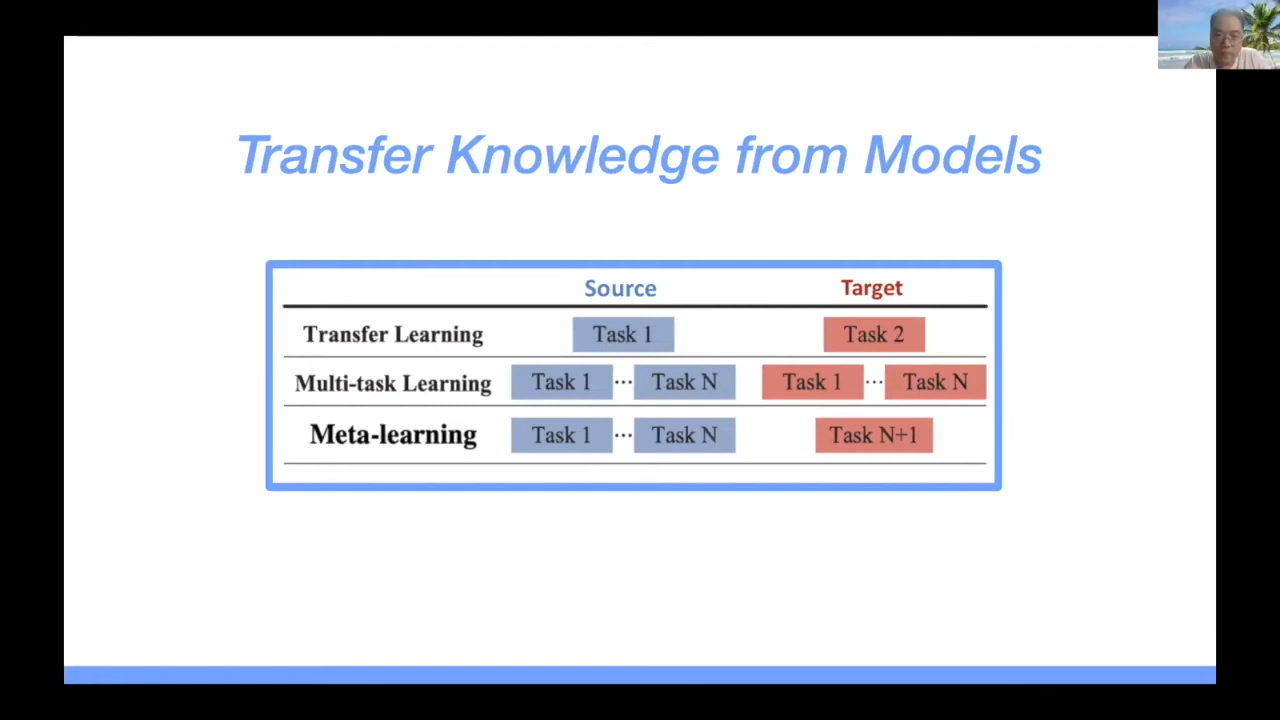 Transfer Knowledge from Models
Source Target
Transfer Learning Task 1 Task 2
Multi-task Learning Task 1 ··· Task N Task 1 ··· Task N
Meta-learning Task 1 ··· Task N Task N+1